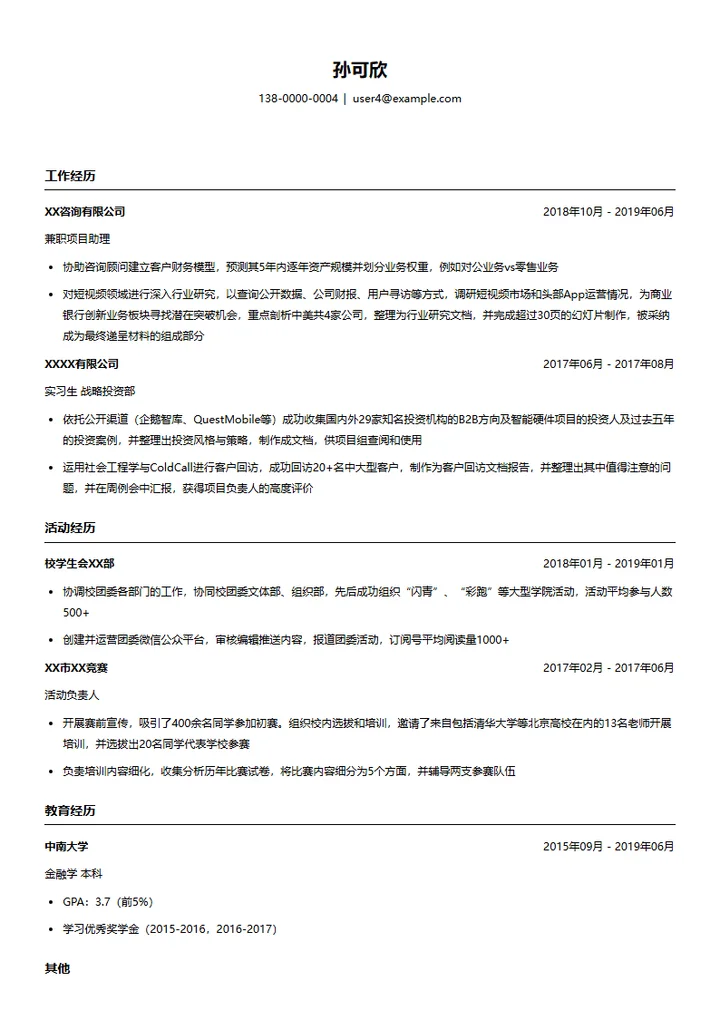 孙可欣
138-0000-0004 | user4@example.com
工作经历
XX咨询有限公司 2018年10月 - 2019年06月
兼职项目助理
• 协助咨询顾问建立客户财务模型，预测其5年内逐年资产规模并划分业务权重，例如对公业务vs零售业务
• 对短视频领域进行深入行业研究，以查询公开数据、公司财报、用户寻访等方式，调研短视频市场和头部App运营情况，为商业
银行创新业务板块寻找潜在突破机会，重点剖析中美共4家公司，整理为行业研究文档，并完成超过30页的幻灯片制作，被采纳
成为最终递呈材料的组成部分
XXXX有限公司 2017年06月 - 2017年08月
实习生 战略投资部
• 依托公开渠道（企鹅智库、QuestMobile等）成功收集国内外29家知名投资机构的B2B方向及智能硬件项目的投资人及过去五年
的投资案例，并整理出投资风格与策略，制作成文档，供项目组查阅和使用
• 运用社会工程学与ColdCall进行客户回访，成功回访20+名中大型客户，制作为客户回访文档报告，并整理出其中值得注意的问
题，并在周例会中汇报，获得项目负责人的高度评价
活动经历
校学生会XX部 2018年01月 - 2019年01月
• 协调校团委各部门的工作，协同校团委文体部、组织部，先后成功组织“闪青”、“彩跑”等大型学院活动，活动平均参与人数
500+
• 创建并运营团委微信公众平台，审核编辑推送内容，报道团委活动，订阅号平均阅读量1000+
XX市XX竞赛 2017年02月 - 2017年06月
活动负责人
• 开展赛前宣传，吸引了400余名同学参加初赛。组织校内选拔和培训，邀请了来自包括清华大学等北京高校在内的13名老师开展
培训，并选拔出20名同学代表学校参赛
• 负责培训内容细化，收集分析历年比赛试卷，将比赛内容细分为5个方面，并辅导两支参赛队伍
教育经历
中南大学 2015年09月 - 2019年06月
金融学 本科
• GPA：3.7（前5%）
• 学习优秀奖学金（2015-2016，2016-2017）
其他